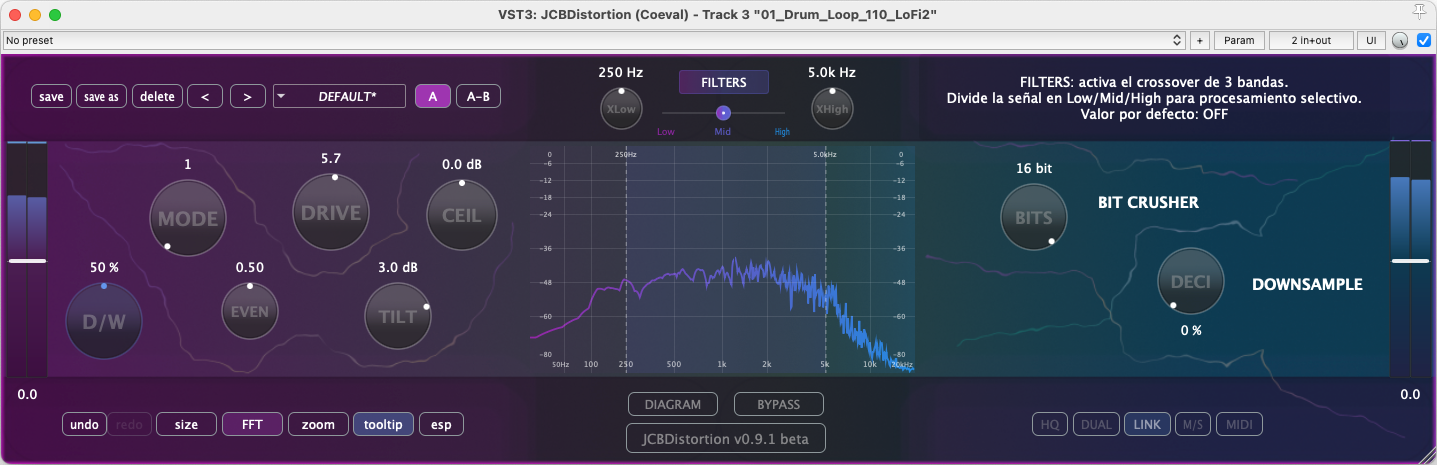 VST3: JCBDistortion (Coeval) - Track 3 "01_Drum_Loop_110_LoFi2"
No preset
+ Param 2 in+out UI
save save as delete < > DEFAULT* A A-B
250 Hz FILTERS 5.0k Hz
XLow XHigh
Low Mid High
FILTERS: activa el crossover de 3 bandas.
Divide la señal en Low/Mid/High para procesamiento selectivo.
Valor por defecto: OFF
1 5.7 0.0 dB
MODE DRIVE CEIL
50 % 0.50 3.0 dB
D/W EVEN TILT
0 250Hz 5.0kHz 0
-6 -6
-12 -12
-18 -18
-24 -24
-36 -36
-48 -48
-60 -60
-80 -80
50Hz 100 250 500 1k 2k 5k 10k 20kHz
16 bit
BITS BIT CRUSHER
DECI DOWNSAMPLE
0 %
0.0 0.0
undo redo size FFT zoom tooltip esp
DIAGRAM BYPASS
JCBDistortion v0.9.1 beta
HQ DUAL LINK M/S MIDI